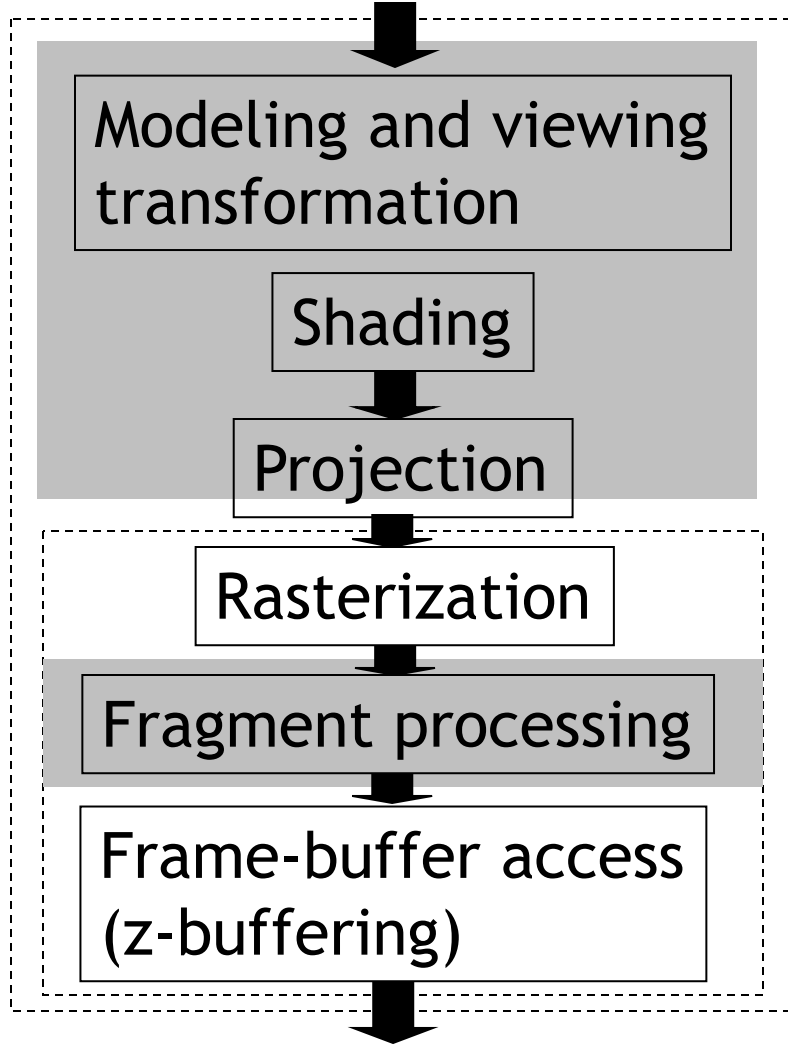 Modeling and viewing
transformation
Shading
Projection
Rasterization
Fragment processing
Frame-buffer access
(z-buffering)